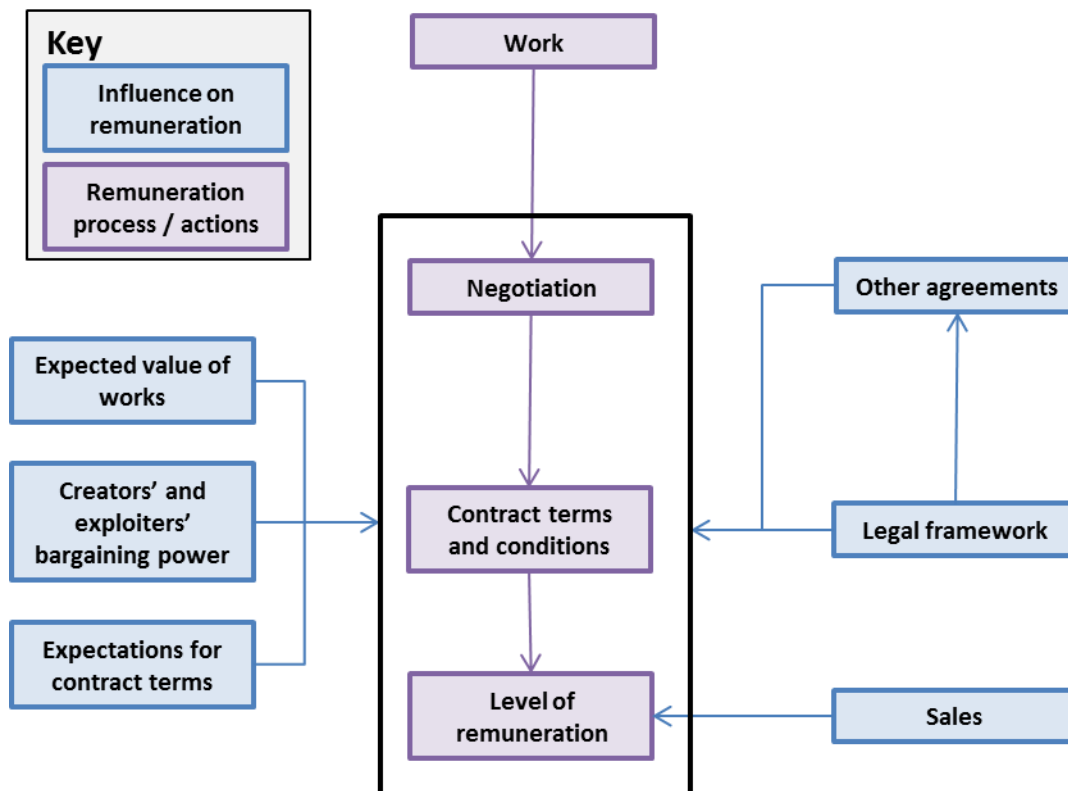 Key
Influence on
remuneration
Remuneration
process / actions
Work
Negotiation
Other agreements
Expected value of
works
Creators’ and
exploiters’
bargaining power
Contract terms
and conditions
Legal framework
Expectations for
contract terms
Level of
remuneration
Sales